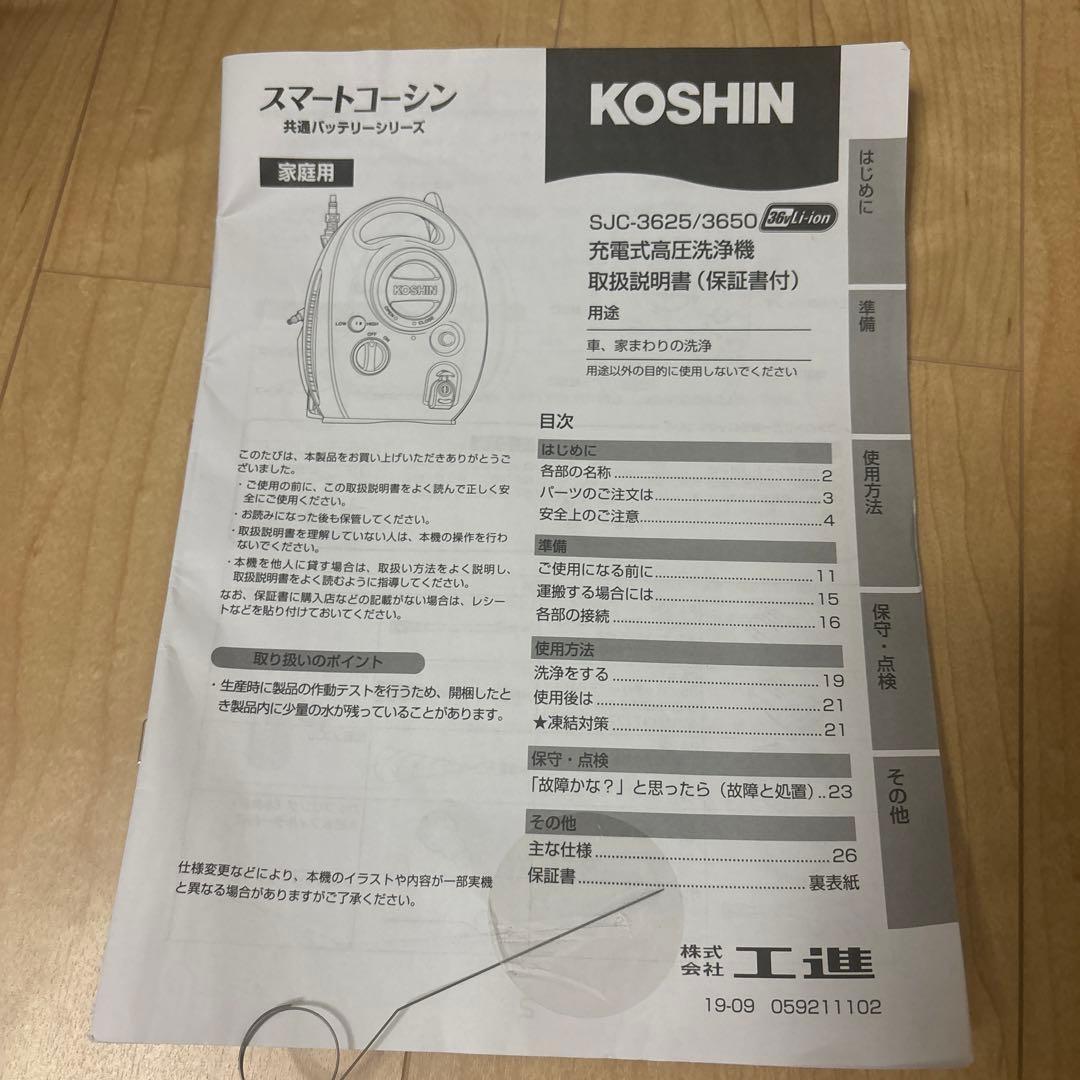 スマートコーシン
共通バッテリーシリーズ
家庭用
KOSHIN
KOSHIN
OPEN
CLOSE
LOW
HIGH
OFF
ON
SJC-3625/3650 36V Li-ion
充電式高圧洗浄機
取扱説明書(保証書付)
用途
車、家まわりの洗浄
用途以外の目的に使用しないでください
このたびは、本製品をお買い上げいただきありがとうご
ざいました。
・ご使用の前に、この取扱説明書をよく読んで正しく安
全にご使用ください。
・お読みになった後も保管してください。
・取扱説明書を理解していない人は、本機の操作を行わ
ないでください。
・本機を他人に貸す場合は、取扱い方法をよく説明し、
取扱説明書をよく読むように指導してください。
なお、保証書に購入店などの記載がない場合は、レシー
トなどを貼り付けておいてください。
取り扱いのポイント
・生産時に製品の作動テストを行うため、開梱したと
き製品内に少量の水が残っていることがあります。
仕様変更などにより、本機のイラストや内容が一部実機
と異なる場合がありますがご了承ください。
目次
はじめに
各部の名称 2
パーツのご注文は 3
安全上のご注意 4
準備
ご使用になる前に 11
運搬する場合には 15
各部の接続 16
使用方法
洗浄をする 19
使用後は 21
★凍結対策 21
保守・点検
「故障かな?」と思ったら(故障と処置)..23
その他
主な仕様 26
保証書 裏表紙
はじめに
準備
使用方法
保守・点検
その他
株式会社 工進
19-09 059211102